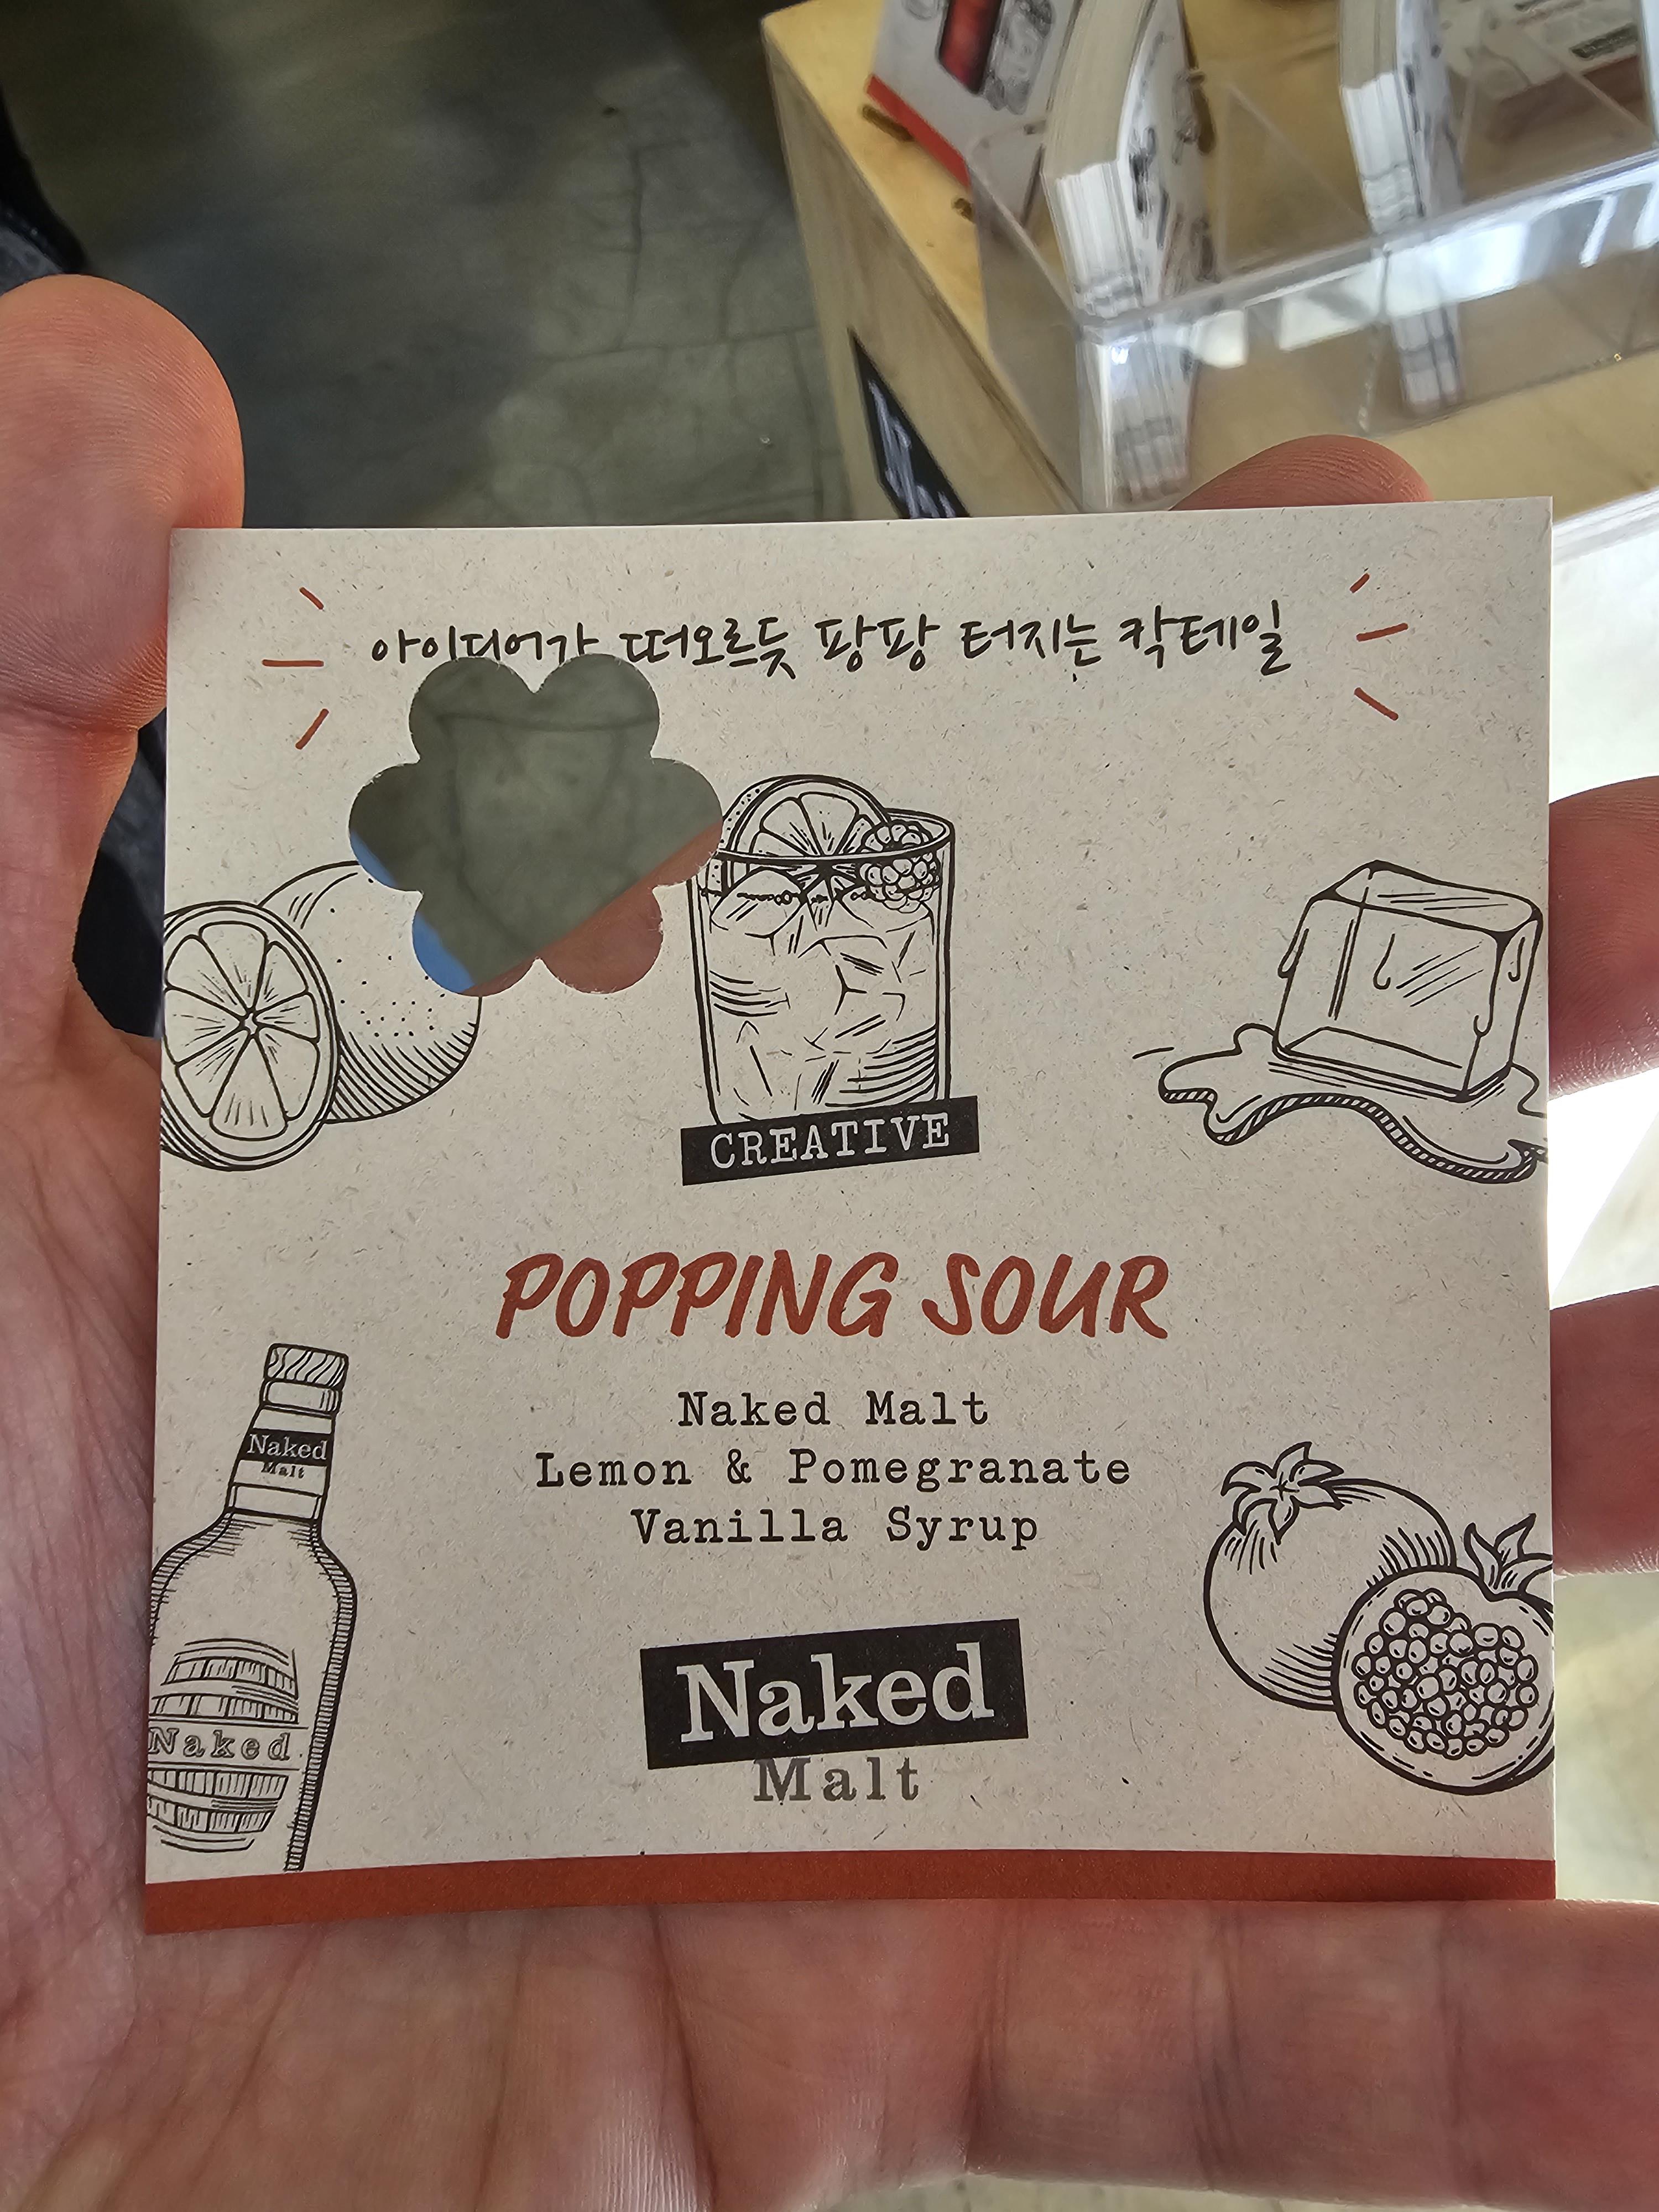 아이디어가 떠오르듯 팡팡 터지는 칵테일
CREATIVE
POPPING SOUR
Naked Malt
Lemon & Pomegranate
Vanilla Syrup
Naked
Malt
Naked
Naked
Malt